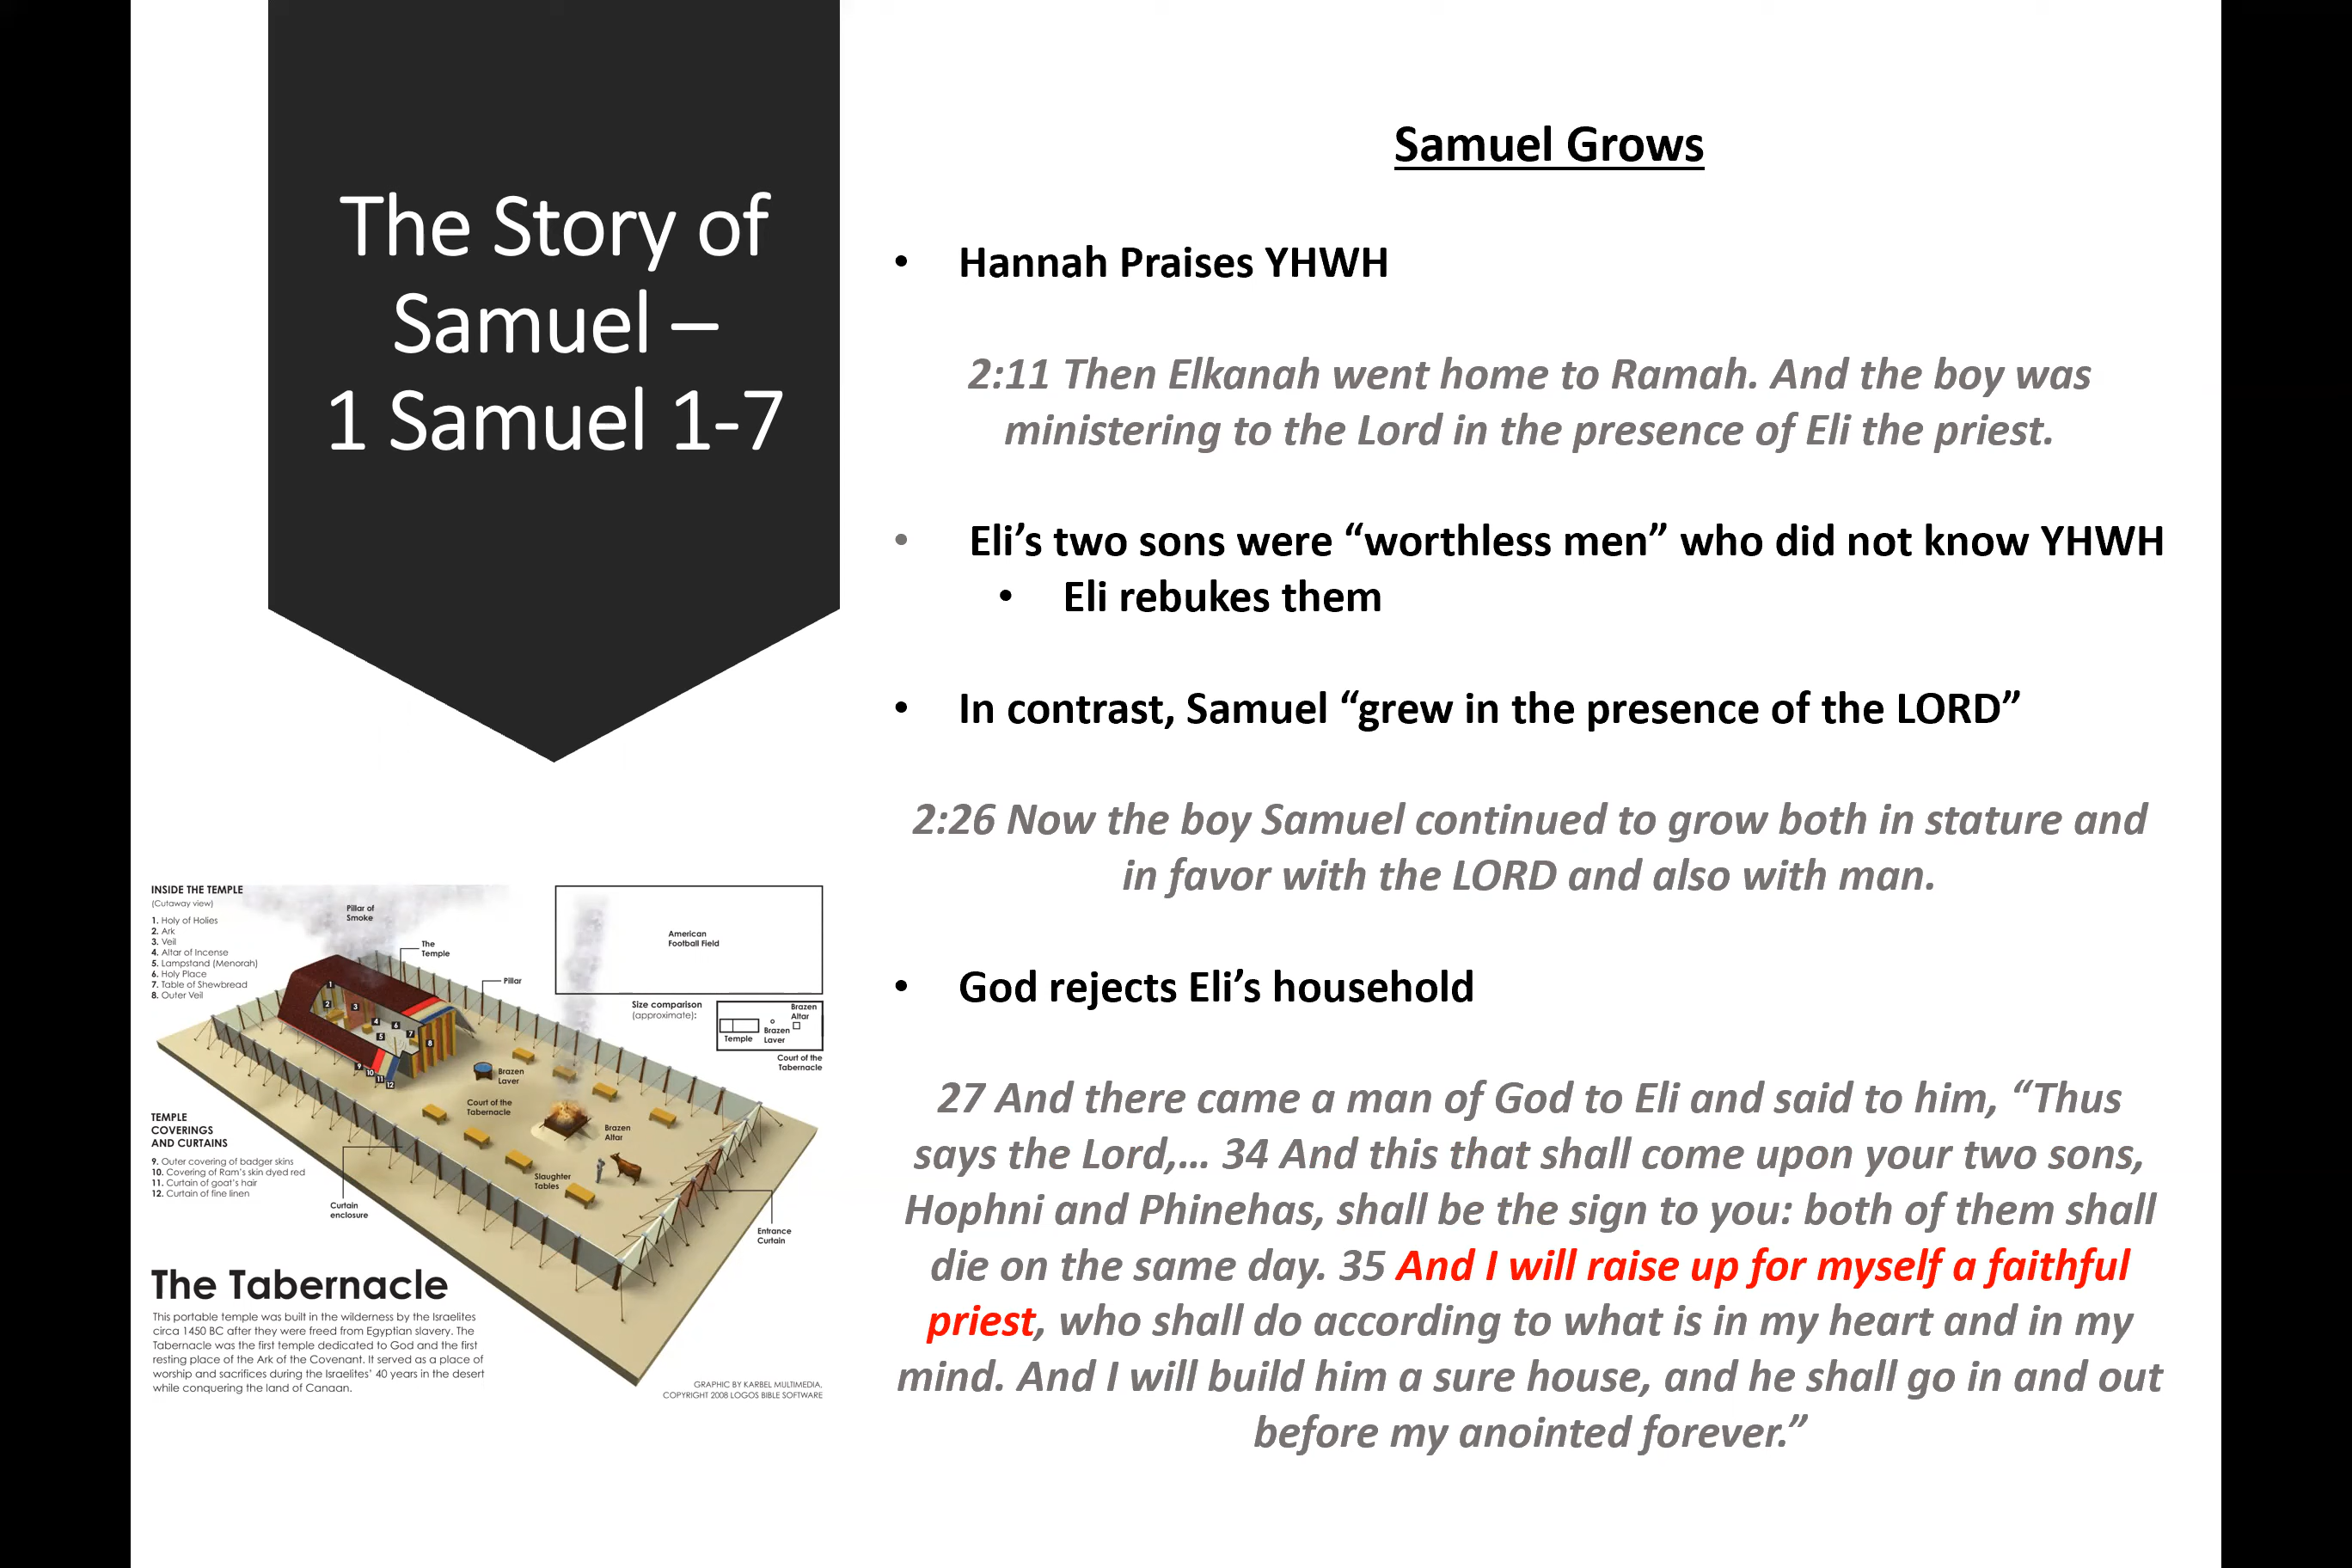 The Story of
Samuel –
1 Samuel 1-7
Samuel Grows
• Hannah Praises YHWH
2:11 Then Elkanah went home to Ramah. And the boy was
ministering to the Lord in the presence of Eli the priest.
• Eli’s two sons were “worthless men” who did not know YHWH
• Eli rebukes them
• In contrast, Samuel “grew in the presence of the LORD”
2:26 Now the boy Samuel continued to grow both in stature and
in favor with the LORD and also with man.
• God rejects Eli’s household
27 And there came a man of God to Eli and said to him, “Thus
says the Lord,… 34 And this that shall come upon your two sons,
Hophni and Phinehas, shall be the sign to you: both of them shall
die on the same day. 35 And I will raise up for myself a faithful
priest, who shall do according to what is in my heart and in my
mind. And I will build him a sure house, and he shall go in and out
before my anointed forever.”
INSIDE THE TEMPLE
(Cutaway view)
1. Holy of Holies
2. Ark
3. Veil
4. Altar of Incense
5. Lampstand (Menorah)
6. Holy Place
7. Table of Shewbread
8. Outer Veil
Pillar of
Smoke
The
Temple
Pillar
American
Football Field
Size comparison
(approximate):
Brazen
Altar
Brazen
Laver
Temple
Court of the
Tabernacle
1
2
3
4
5
6
7
8
9
10
11
12
Brazen
Laver
Court of the
Tabernacle
Brazen
Altar
Slaughter
Tables
Curtain
enclosure
Entrance
Curtain
TEMPLE
COVERINGS
AND CURTAINS
9. Outer covering of badger skins
10. Covering of Ram’s skin dyed red
11. Curtain of goat’s hair
12. Curtain of fine linen
The Tabernacle
This portable temple was built in the wilderness by the Israelites
circa 1450 BC after they were freed from Egyptian slavery. The
Tabernacle was the first temple dedicated to God and the first
resting place of the Ark of the Covenant. It served as a place of
worship and sacrifices during the Israelites’ 40 years in the desert
while conquering the land of Canaan.
GRAPHIC BY KARBEL MULTIMEDIA,
COPYRIGHT 2008 LOGOS BIBLE SOFTWARE